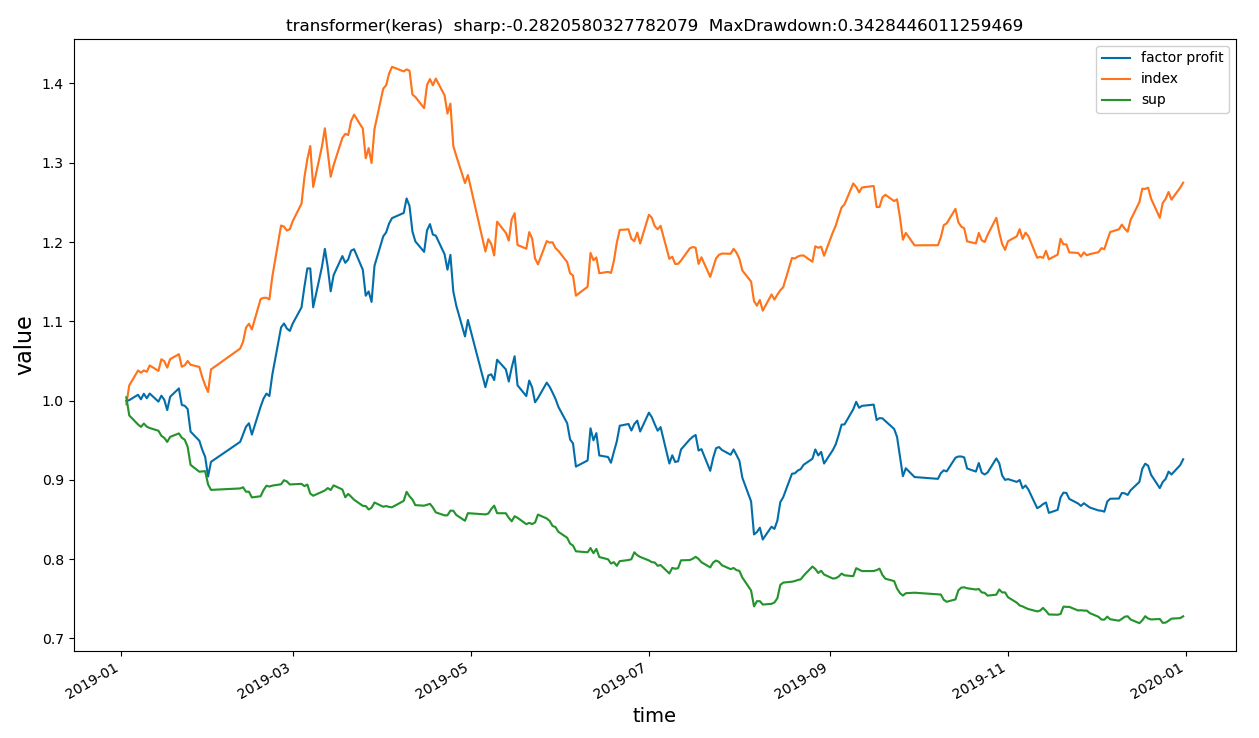 transformer(keras)  sharp:-0.2820580327782079  MaxDrawdown:0.3428446011259469
factor profit
index
sup
1.4
1.3
1.2
1.1
1.0
0.9
0.8
0.7
value
2019-01
2019-03
2019-05
2019-07
2019-09
2019-11
2020-01
time